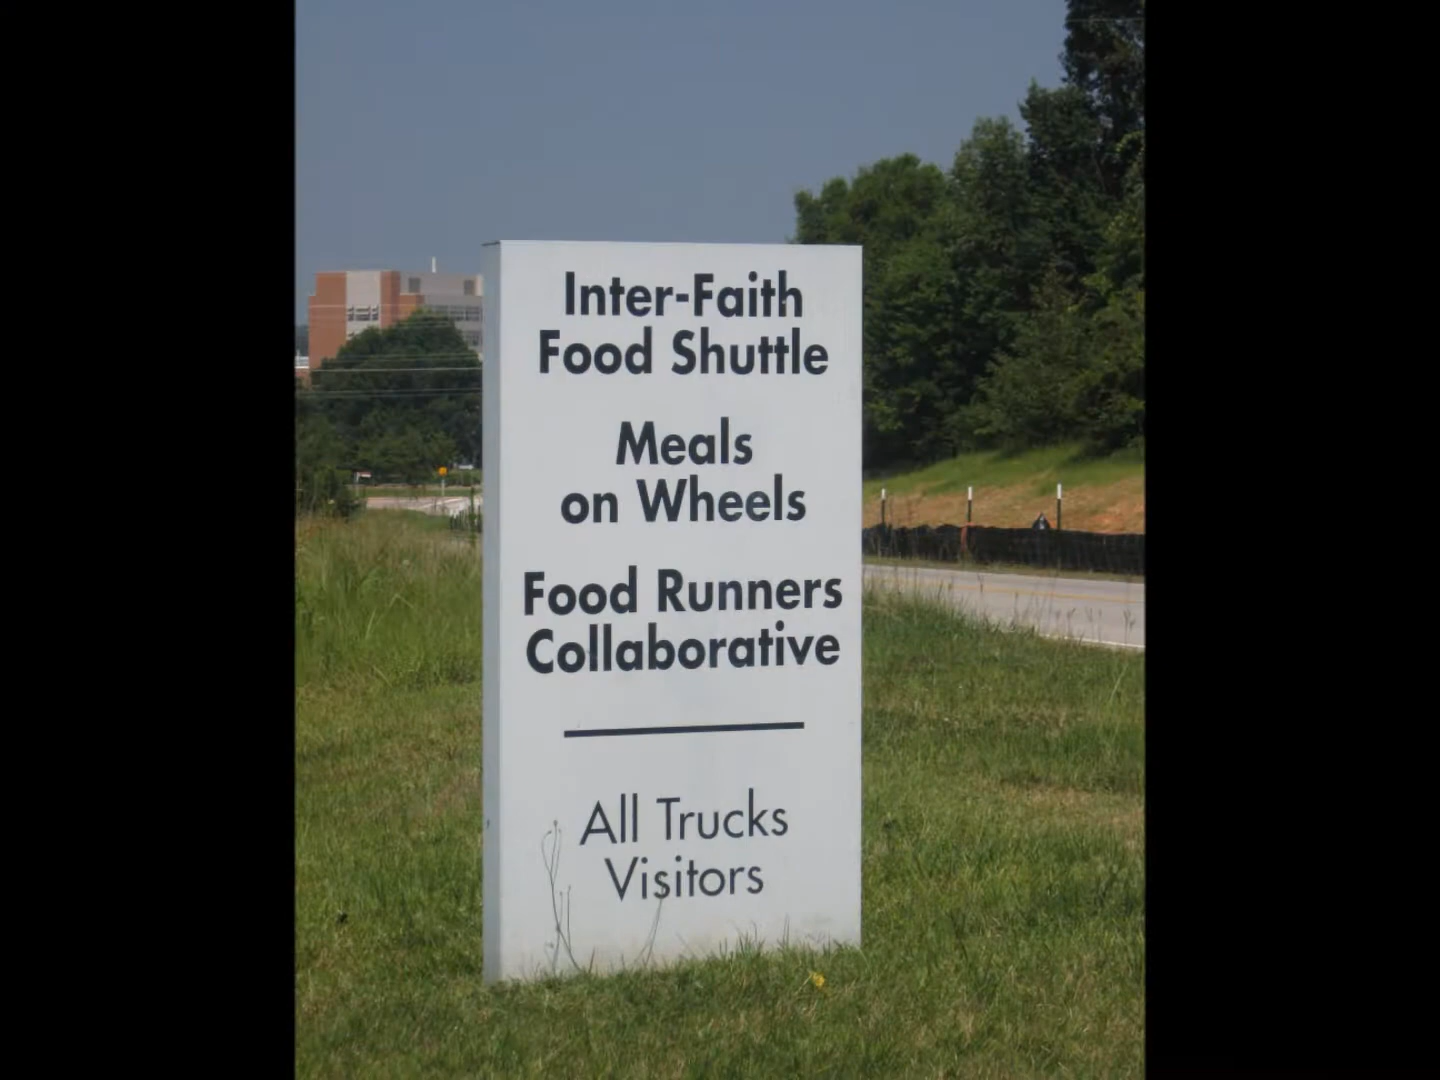 Inter-Faith
Food Shuttle
Meals
on Wheels
Food Runners
Collaborative
All Trucks
Visitors